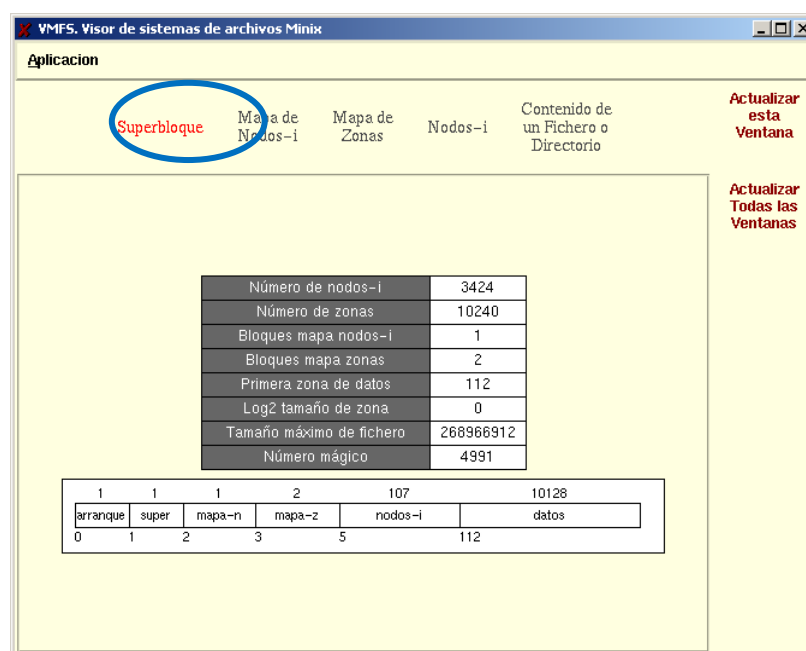 VMFS. Visor de sistemas de archivos Minix
Aplicacion
Superbloque
Mapa de
Nodos-i
Mapa de
Zonas
Nodos-i
Contenido de
un Fichero o
Directorio
Actualizar
esta
Ventana
Actualizar
Todas las
Ventanas
Número de nodos-i 3424
Número de zonas 10240
Bloques mapa nodos-i 1
Bloques mapa zonas 2
Primera zona de datos 112
Log2 tamaño de zona 0
Tamaño máximo de fichero 268966912
Número mágico 4991
1 1 1 2 107 10128
arranque super mapa-n mapa-z nodos-i datos
0 1 2 3 5 112